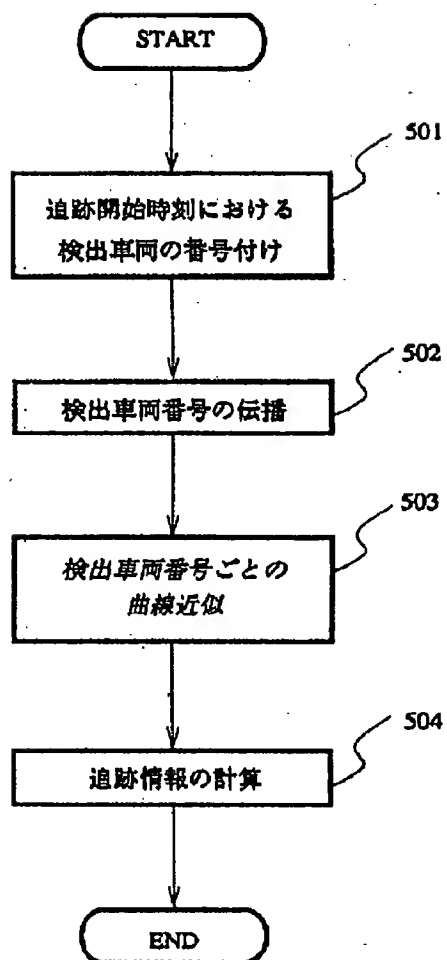 START
501
追跡開始時刻における
検出車両の番号付け
502
検出車両番号の伝播
503
検出車両番号ごとの
曲線近似
504
追跡情報の計算
END